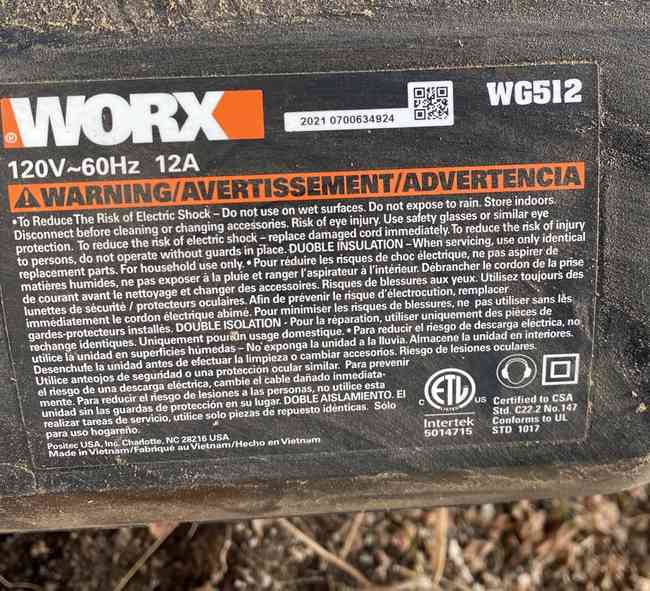 WORX
®
2021 0700634924
WG512
120V~60Hz 12A
WARNING/AVERTISSEMENT/ADVERTENCIA
•To Reduce The Risk of Electric Shock – Do not use on wet surfaces. Do not expose to rain. Store indoors.
Disconnect before cleaning or changing accessories. Risk of eye injury. Use safety glasses or similar eye
protection. To reduce the risk of electric shock – replace damaged cord immediately. To reduce the risk of injury
to persons, do not operate without guards in place. DUOBLE INSULATION – When servicing, use only identical
replacement parts. For household use only. • Pour réduire les risques de choc électrique, ne pas aspirer de
matières humides, ne pas exposer à la pluie et ranger l'aspirateur à l'intérieur. Débrancher le cordon de la prise
de courant avant le nettoyage et changer des accessoires. Risques de blessures aux yeux. Utilisez toujours des
lunettes de sécurité / protecteurs oculaires. Afin de prévenir le risque d'électrocution, remplacer
immédiatement le cordon électrique abimé. Pour minimiser les risques de blessures, ne pas utiliser sans lès
gardes-protecteurs installés. DOUBLE ISOLATION - Pour la réparation, utiliser uniquement des pièces de
rechange identiques. Uniquement pour un usage domestique. • Para reducir el riesgo de descarga eléctrica, no
utilice la unidad en superficies húmedas – No exponga la unidad a la lluvia. Almacene la unidad en interiores.
Desenchufe la unidad antes de efectuar la limpieza o cambiar accesorios. Riesgo de lesiones oculares.
Utilice anteojos de seguridad o una protección ocular similar. Para prevenir
el riesgo de una descarga eléctrica, cambie el cable dañado inmediata-
mente. Para reducir el riesgo de lesiones a las personas, no utilice esta
unidad sin las guardas de protección en su lugar. DOBLE AISLAMIENTO. El
realizar tareas de servicio, utilice solo piezas de repuesto idénticas. Sólo
para uso hogareño.
Positec USA, Inc. Charlotte, NC 28216 USA
Made in Vietnam/Fabriqué au Vietnam/Hecho en Vietnam
C ETL US
Intertek
5014715
Certified to CSA
Std. C22.2 No.147
Conforms to UL
STD 1017